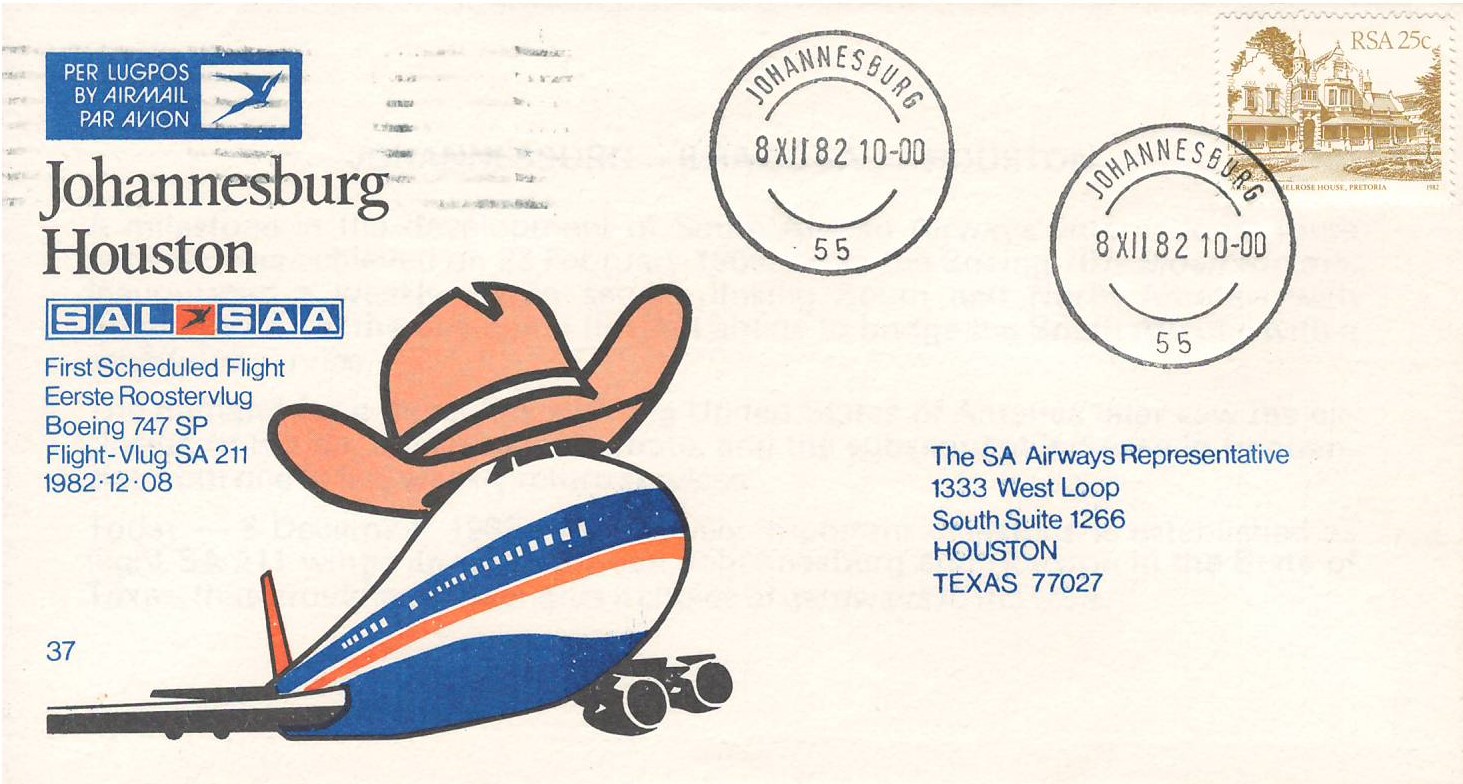 PER LUGPOS
BY AIRMAIL
PAR AVION
Johannesburg
Houston
SAL SAA
First Scheduled Flight
Eerste Roostervlug
Boeing 747 SP
Flight-Vlug SA 211
1982·12·08
37
JOHANNESBURG
8 XII 82 10-00
55
RSA 25c
MELROSE HOUSE, PRETORIA 1982
JOHANNESBURG
8 XII 82 10-00
55
The SA Airways Representative
1333 West Loop
South Suite 1266
HOUSTON
TEXAS 77027